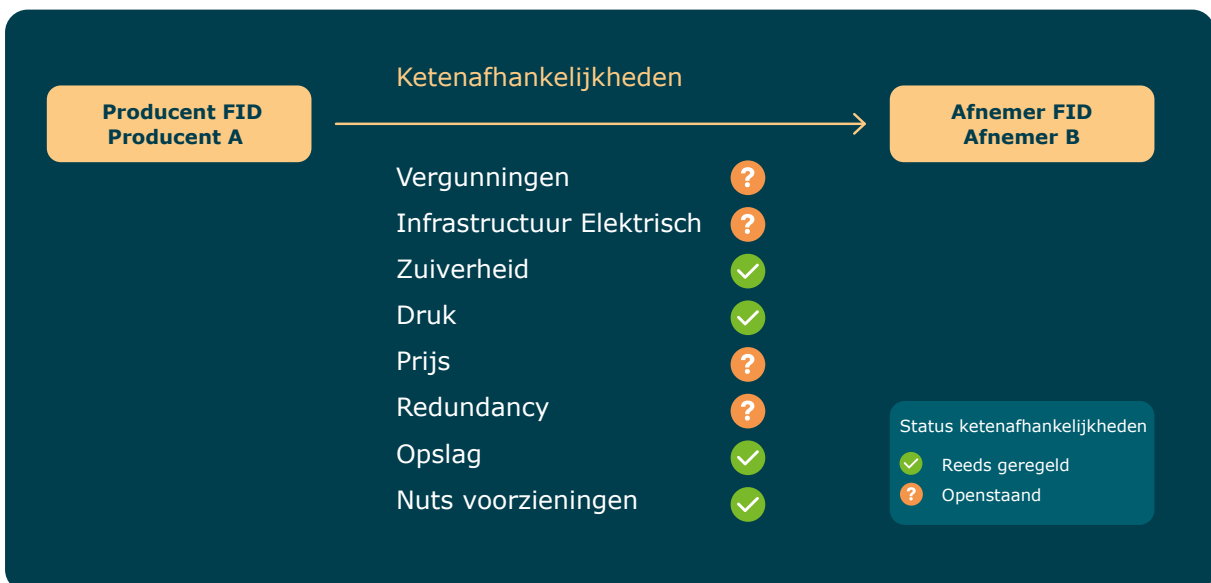 Ketenafhankelijkheden
Producent FID
Producent A
Afnemer FID
Afnemer B
Vergunningen ?
Infrastructuur Elektrisch ?
Zuiverheid
Druk
Prijs ?
Redundancy ?
Opslag
Nuts voorzieningen
Status ketenafhankelijkheden
Reeds geregeld
? Openstaand